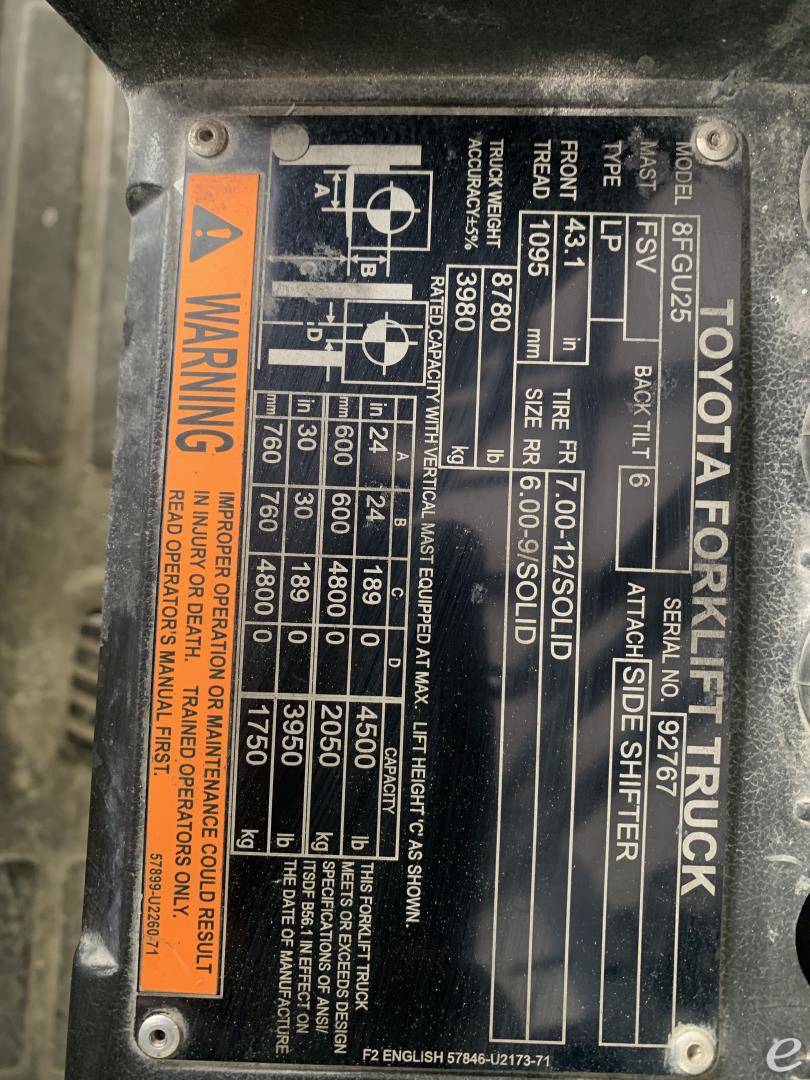 TOYOTA FORKLIFT TRUCK
MODEL 8FGU25 SERIAL NO. 92767
MAST FSV BACK TILT 6 ATTACH SIDE SHIFTER
TYPE LP
FRONT 43.1 in TIRE FR 7.00-12/SOLID
TREAD 1095 mm SIZE RR 6.00-9/SOLID
TRUCK WEIGHT 8780 lb
ACCURACY±5% 3980 kg
RATED CAPACITY WITH VERTICAL MAST EQUIPPED AT MAX. LIFT HEIGHT 'C' AS SHOWN.
A B C D CAPACITY
in 24 24 189 0 4500 lb
mm 600 600 4800 0 2050 kg
in 30 30 189 0 3950 lb
mm 760 760 4800 0 1750 kg
A
B
C
D
THIS FORKLIFT TRUCK
MEETS OR EXCEEDS DESIGN
SPECIFICATIONS OF ANSI/
ITSDF B56.1 IN EFFECT ON
THE DATE OF MANUFACTURE
WARNING
IMPROPER OPERATION OR MAINTENANCE COULD RESULT
IN INJURY OR DEATH. TRAINED OPERATORS ONLY.
READ OPERATOR'S MANUAL FIRST.
57899-U2260-71
F2 ENGLISH 57846-U2173-71
e